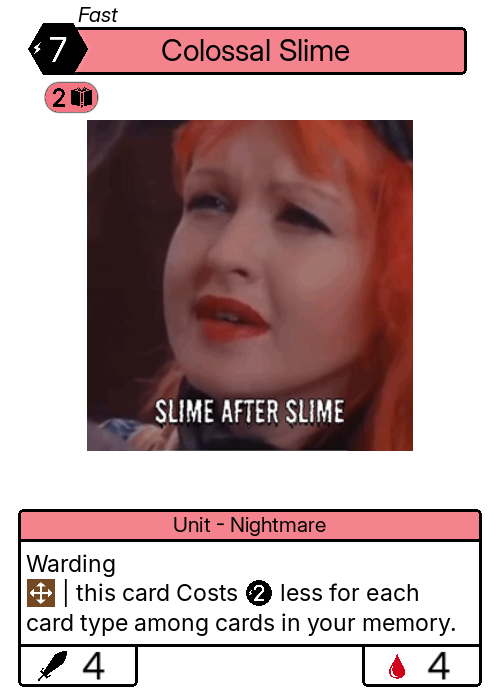 Fast
7
Colossal Slime
2
SLIME AFTER SLIME
Unit - Nightmare
Warding
| this card Costs 2 less for each
card type among cards in your memory.
4
4